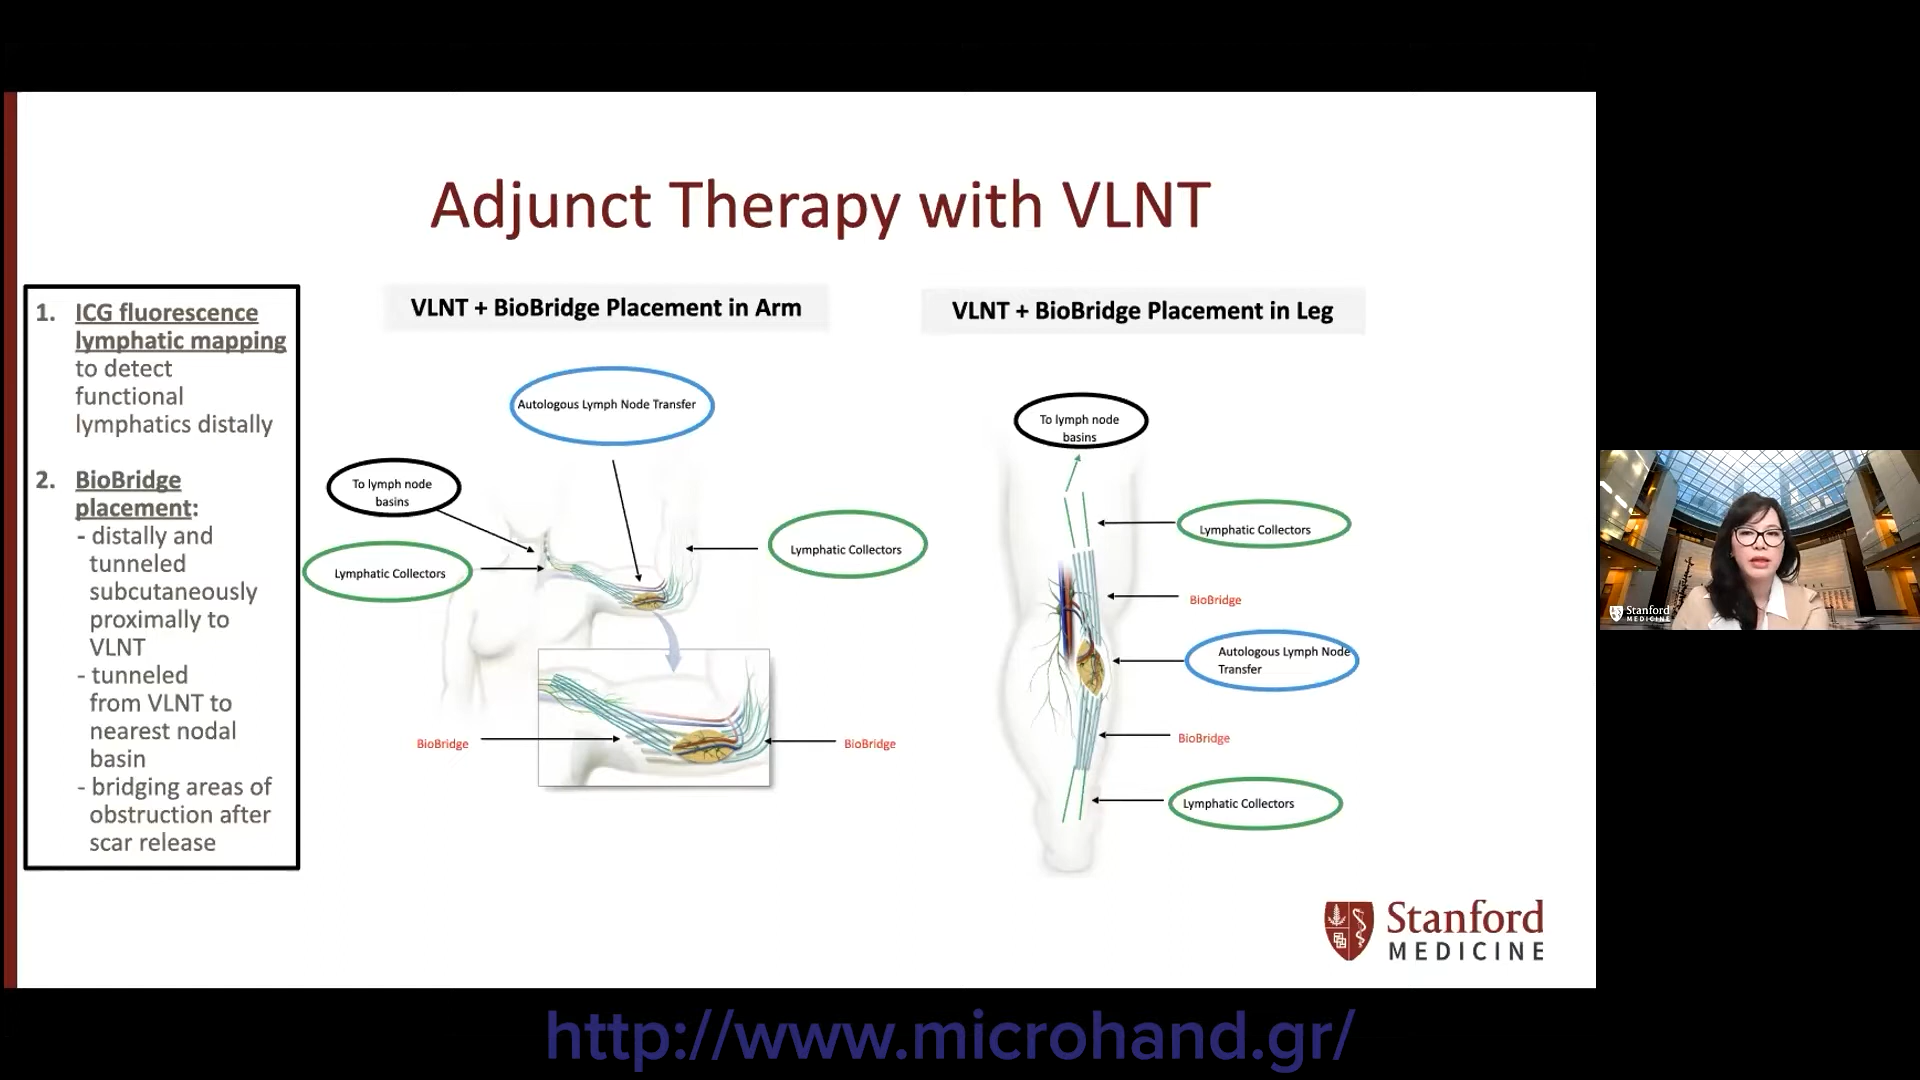 Adjunct Therapy with VLNT
1. ICG fluorescence
lymphatic mapping
to detect
functional
lymphatics distally
2. BioBridge
placement:
- distally and
tunneled
subcutaneously
proximally to
VLNT
- tunneled
from VLNT to
nearest nodal
basin
- bridging areas of
obstruction after
scar release
VLNT + BioBridge Placement in Arm
Autologous Lymph Node Transfer
To lymph node
basins
Lymphatic Collectors
Lymphatic Collectors
BioBridge
BioBridge
VLNT + BioBridge Placement in Leg
To lymph node
basins
Lymphatic Collectors
BioBridge
Autologous Lymph Node
Transfer
BioBridge
Lymphatic Collectors
Stanford
MEDICINE
Stanford
MEDICINE
http://www.microhand.gr/